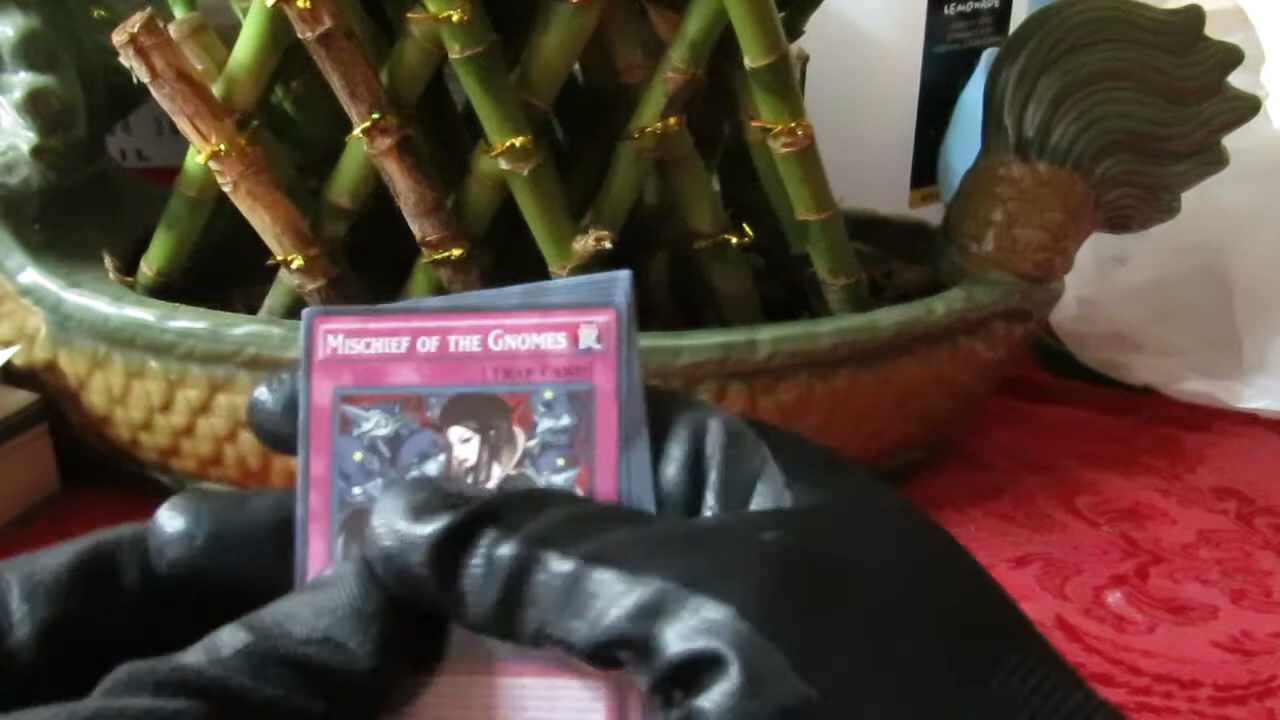 LEMONADE
MISCHIEF OF THE GNOMES
[TRAP CARD]